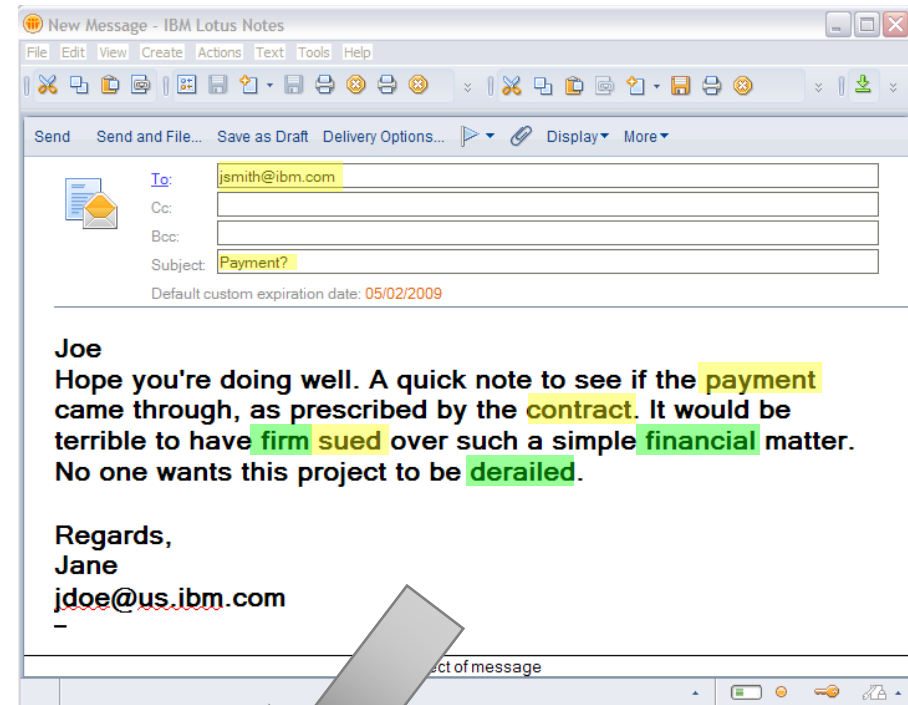 New Message - IBM Lotus Notes
File Edit View Create Actions Text Tools Help
Send Send and File... Save as Draft Delivery Options... Display More
To: jsmith@ibm.com
Cc:
Bcc:
Subject: Payment?
Default custom expiration date: 05/02/2009
Joe
Hope you're doing well. A quick note to see if the payment
came through, as prescribed by the contract. It would be
terrible to have firm sued over such a simple financial matter.
No one wants this project to be derailed.
Regards,
Jane
jdoe@us.ibm.com
–
of message